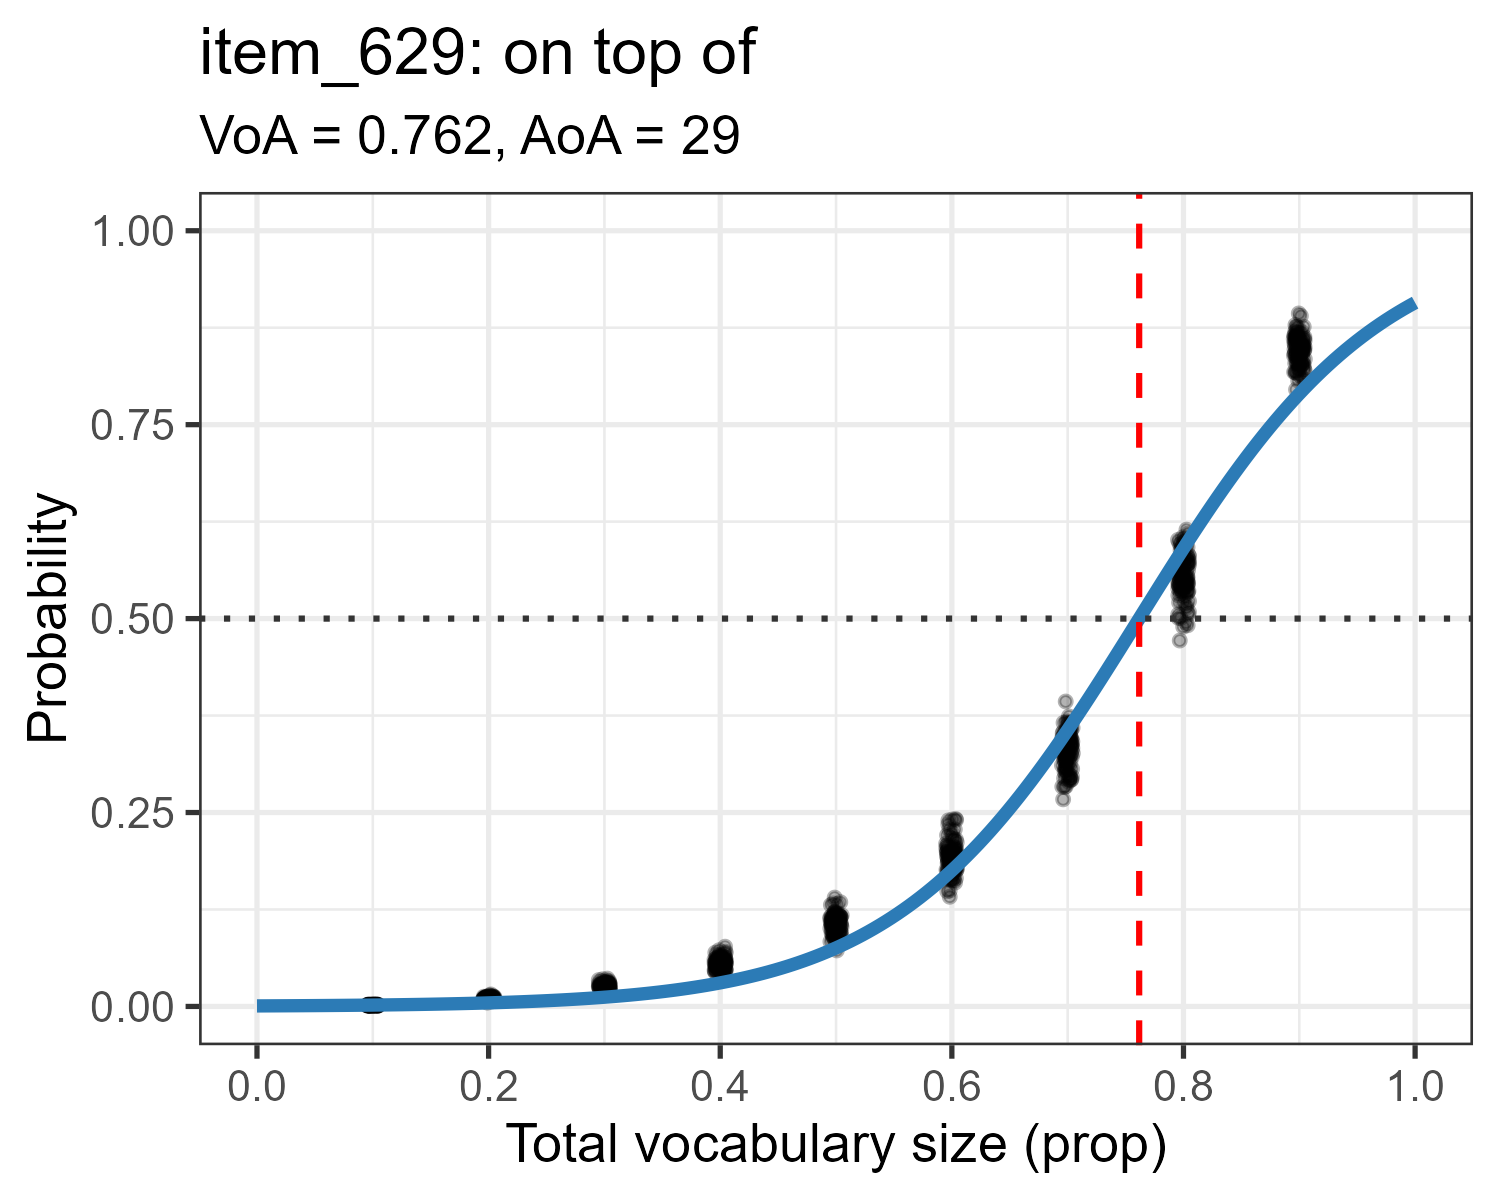 item_629: on top of
VoA = 0.762, AoA = 29
1.00
0.75
0.50
0.25
0.00
Probability
0.0 0.2 0.4 0.6 0.8 1.0
Total vocabulary size (prop)